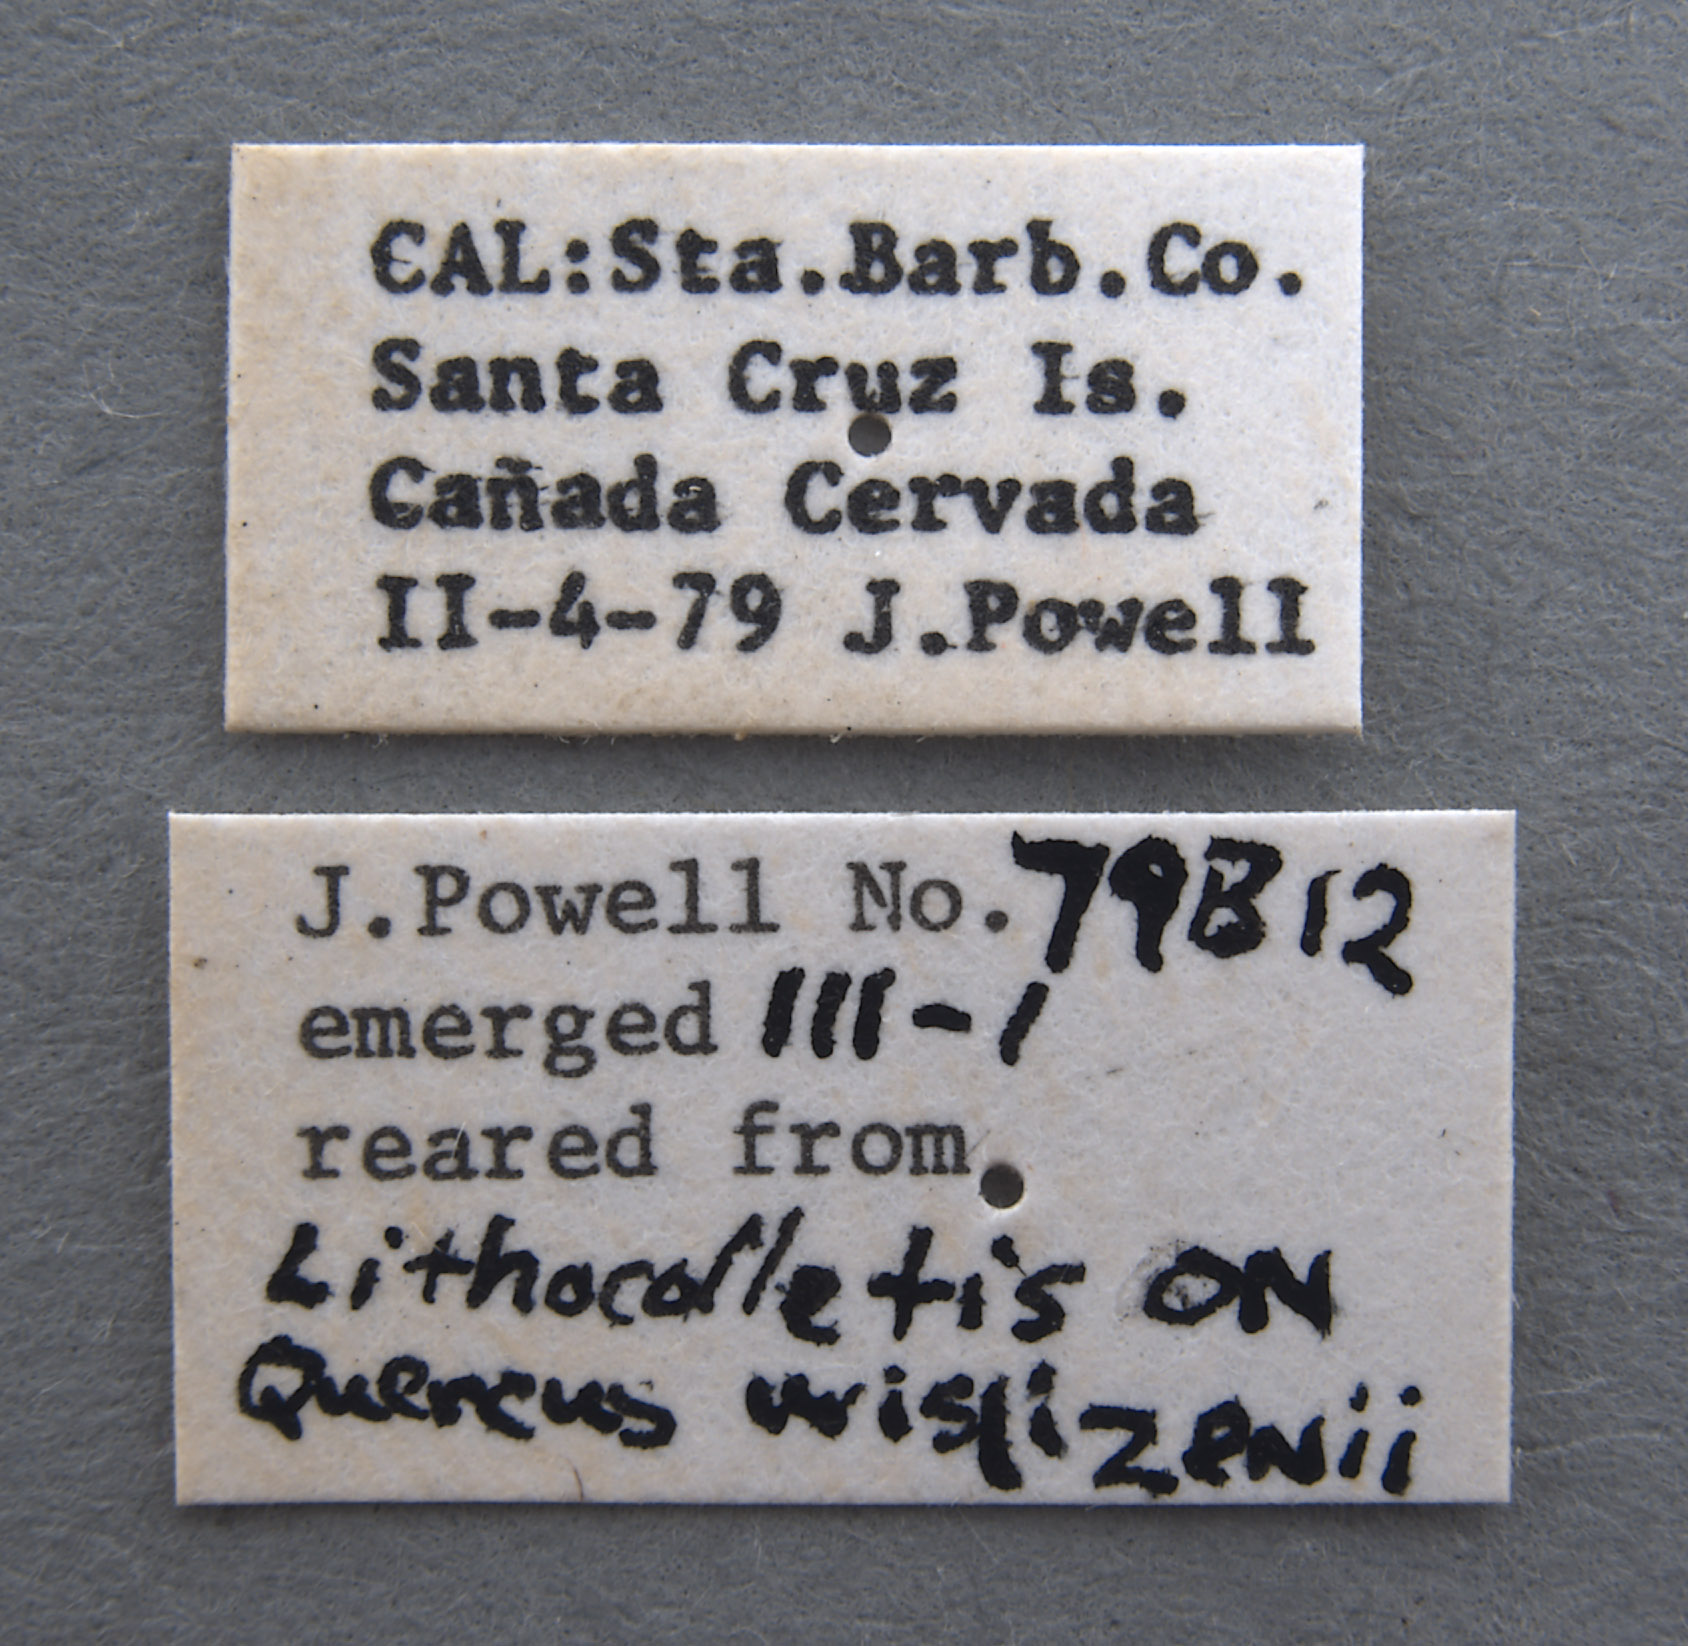 CAL:Sta.Barb.Co.
Santa Cruz Is.
Cañada Cervada
II-4-79 J.Powell
J.Powell No. 79B12
emerged III-1
reared from
Lithocolletis ON
Quercus wislizenii